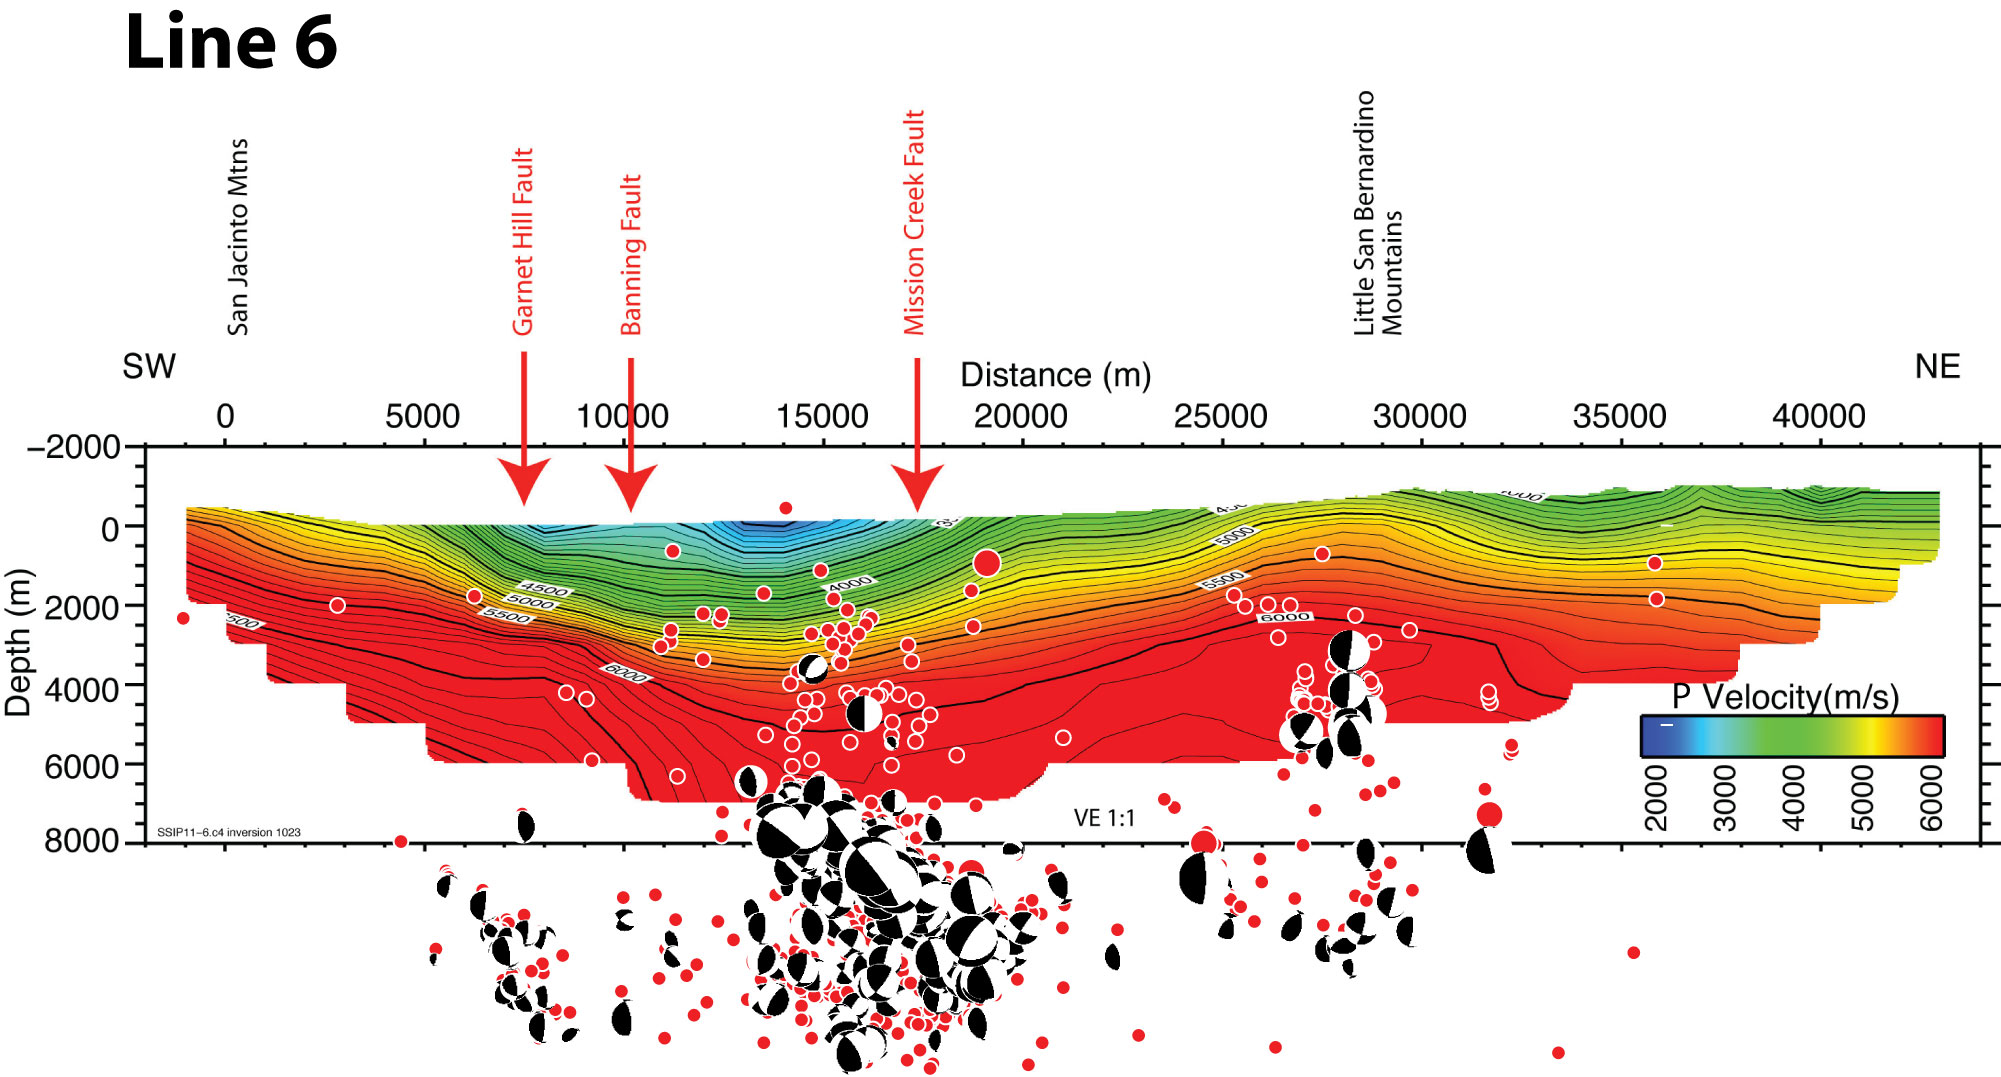 Line 6
San Jacinto Mtns
Garnet Hill Fault
Banning Fault
Mission Creek Fault
Little San Bernardino
Mountains
SW
Distance (m)
NE
0 5000 10000 15000 20000 25000 30000 35000 40000
−2000
0
2000
4000
6000
8000
Depth (m)
4500
5000
5500
6000
4000
5000
5500
6000
P Velocity(m/s)
2000 3000 4000 5000 6000
VE 1:1
SSIP11−6.c4 inversion 1023